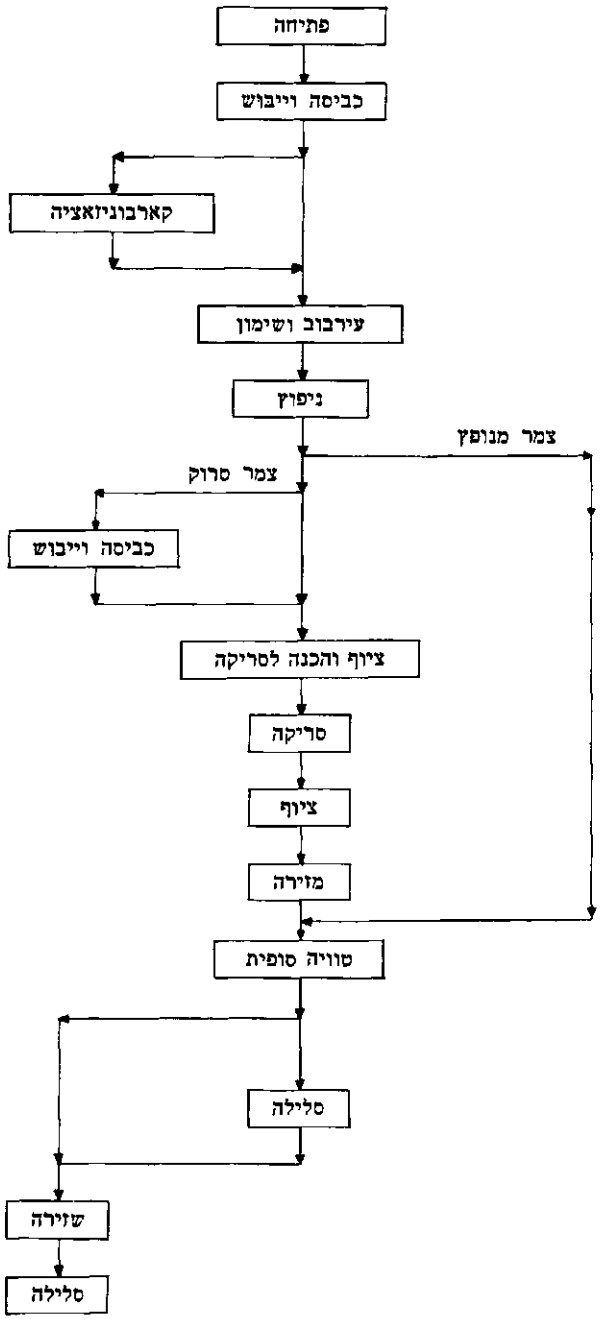 פתיחה
כביסה וייבוש
קארבוניזאציה
עירבוב ושימון
ניפוץ
צמר מנופץ
צמר סרוק
כביסה וייבוש
ציוף והכנה לסריקה
סריקה
ציוף
מזירה
טוויה סופית
סלילה
שזירה
סלילה